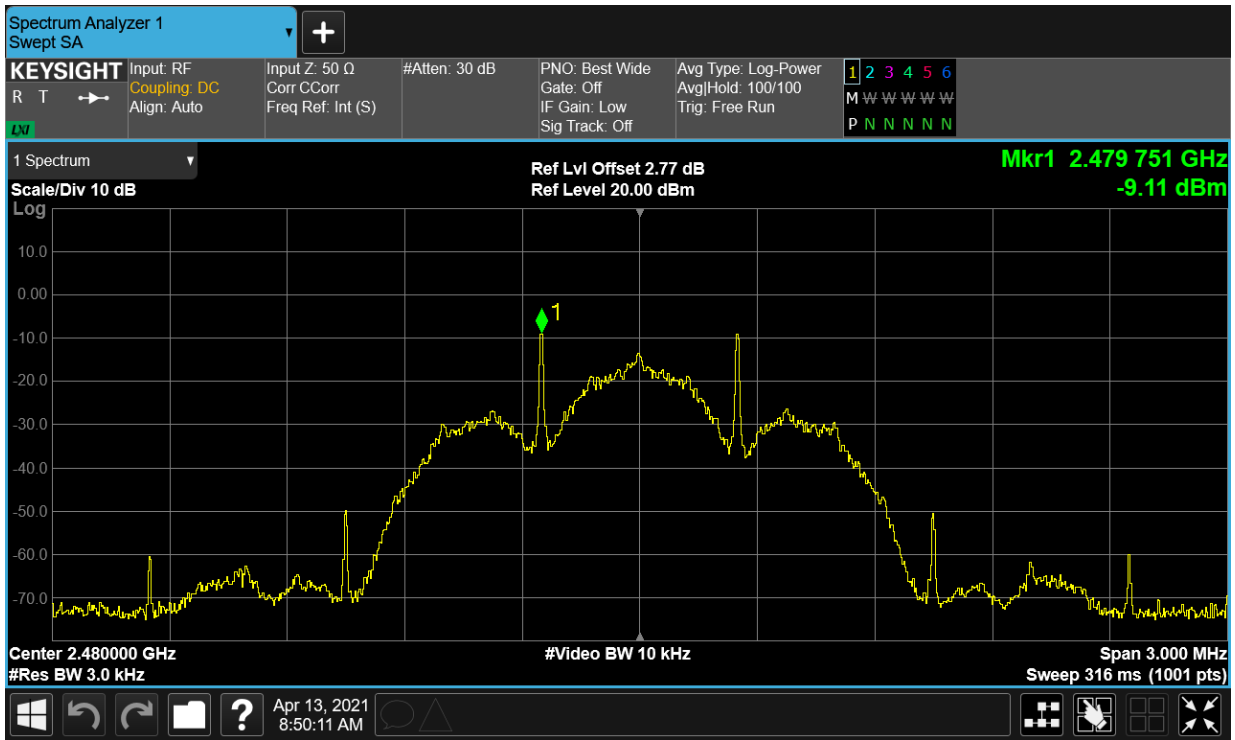 Spectrum Analyzer 1
Swept SA
KEYSIGHT
R T
LXI
Input: RF
Coupling: DC
Align: Auto
Input Z: 50 Ω
Corr CCorr
Freq Ref: Int (S)
#Atten: 30 dB
PNO: Best Wide
Gate: Off
IF Gain: Low
Sig Track: Off
Avg Type: Log-Power
Avg|Hold: 100/100
Trig: Free Run
1 2 3 4 5 6
M W W W W W
P N N N N N
1 Spectrum
Scale/Div 10 dB
Log
Ref Lvl Offset 2.77 dB
Ref Level 20.00 dBm
Mkr1 2.479 751 GHz
-9.11 dBm
10.0
0.00
1
-10.0
-20.0
-30.0
-40.0
-50.0
-60.0
-70.0
Center 2.480000 GHz
#Video BW 10 kHz
Span 3.000 MHz
#Res BW 3.0 kHz
Sweep 316 ms (1001 pts)
?
Apr 13, 2021
8:50:11 AM